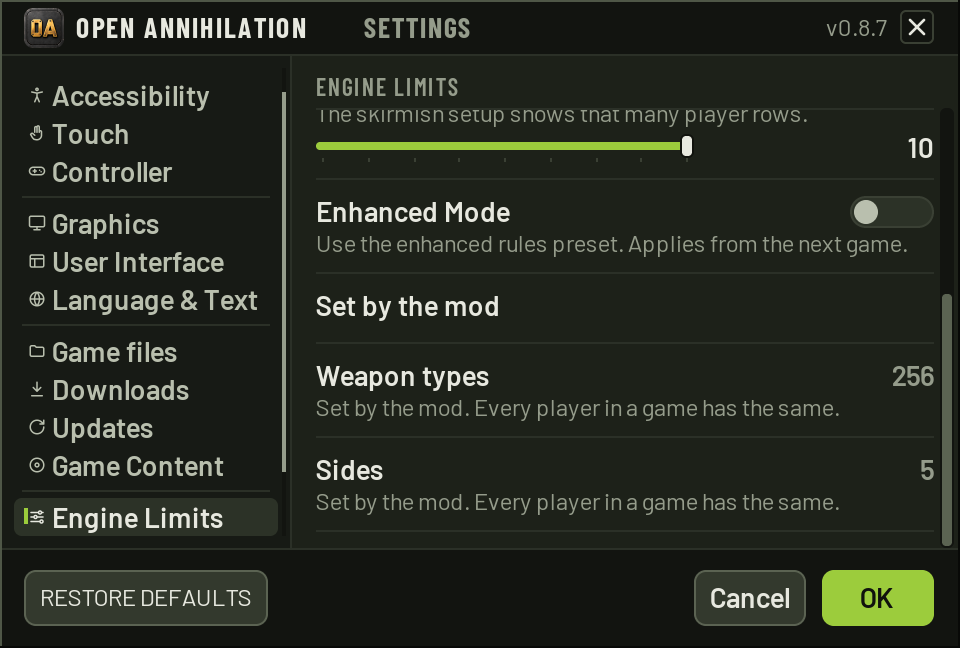 OA OPEN ANNIHILATION SETTINGS v0.8.7
Accessibility
Touch
Controller
Graphics
User Interface
Language & Text
Game files
Downloads
Updates
Game Content
Engine Limits
ENGINE LIMITS
The skirmish setup shows that many player rows.
10
Enhanced Mode
Use the enhanced rules preset. Applies from the next game.
Set by the mod
Weapon types 256
Set by the mod. Every player in a game has the same.
Sides 5
Set by the mod. Every player in a game has the same.
RESTORE DEFAULTS Cancel OK